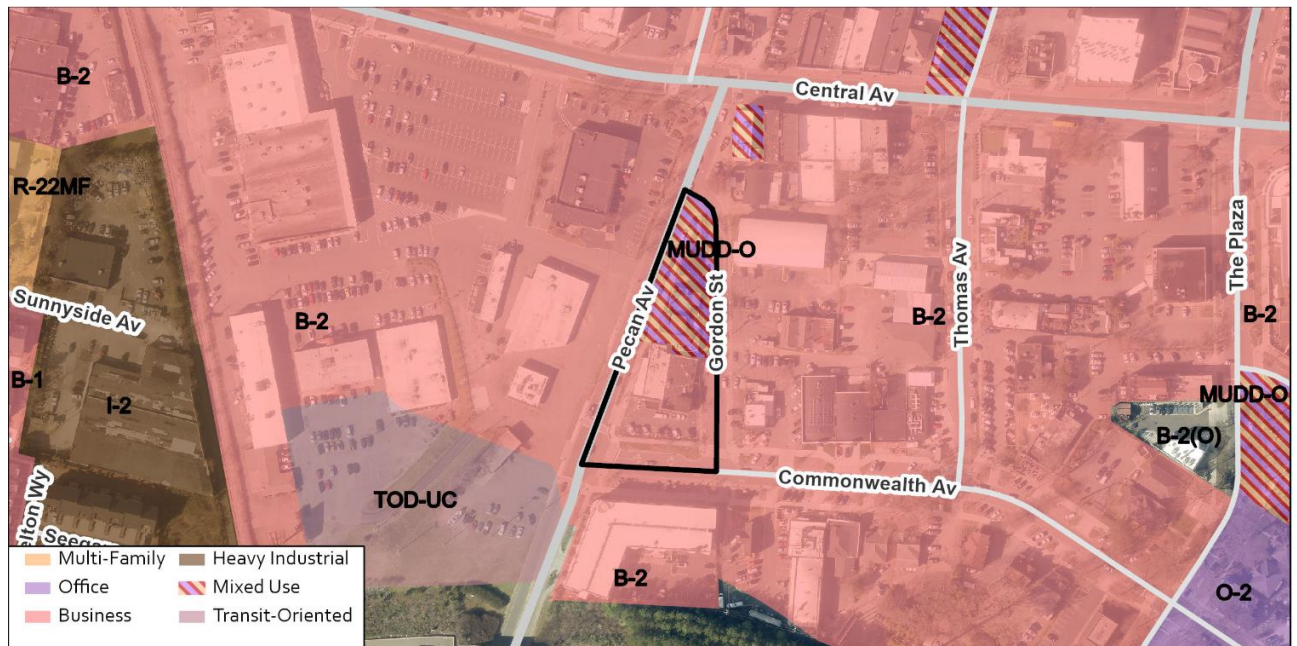 Central Av
B-2
R-22MF
MUDD-O
Pecan Av
Gordon St
Thomas Av
The Plaza
Sunnyside Av
B-2
B-2
B-2
B-1
I-2
MUDD-O
B-2(O)
TOD-UC
Commonwealth Av
B-2
O-2
Multi-Family
Heavy Industrial
Office
Mixed Use
Business
Transit-Oriented